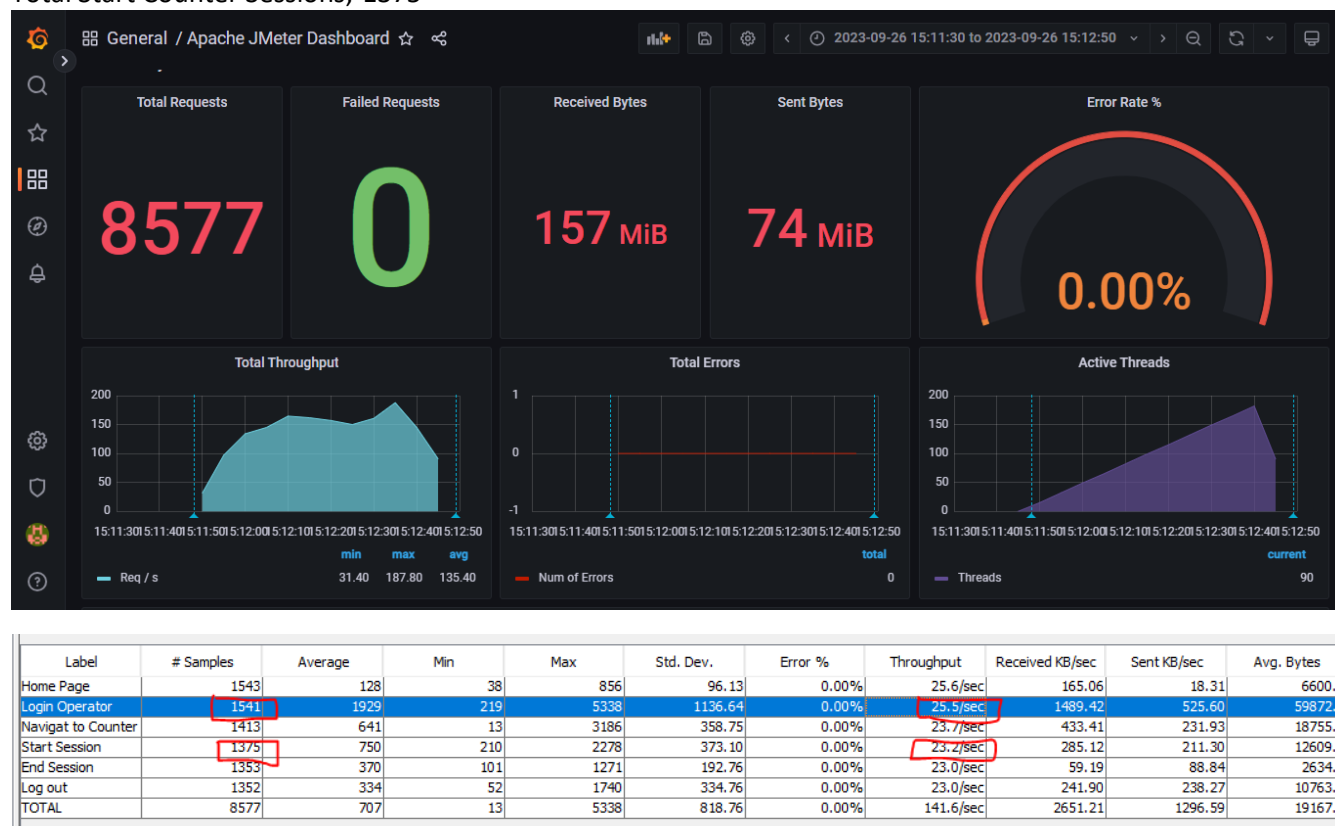 Total Start Counter Sessions, 1375
General / Apache JMeter Dashboard
2023-09-26 15:11:30 to 2023-09-26 15:12:50
Total Requests Failed Requests Received Bytes Sent Bytes Error Rate %
8577 0 157 MiB 74 MiB 0.00%
Total Throughput
200
150
100
50
0
15:11:30 15:11:40 15:11:50 15:12:00 15:12:10 15:12:20 15:12:30 15:12:40 15:12:50
min max avg
Req / s 31.40 187.80 135.40
Total Errors
1
0
-1
15:11:30 15:11:40 15:11:50 15:12:00 15:12:10 15:12:20 15:12:30 15:12:40 15:12:50
total
Num of Errors 0
Active Threads
200
150
100
50
0
15:11:30 15:11:40 15:11:50 15:12:00 15:12:10 15:12:20 15:12:30 15:12:40 15:12:50
current
Threads 90
Label # Samples Average Min Max Std. Dev. Error % Throughput Received KB/sec Sent KB/sec Avg. Bytes
Home Page 1543 128 38 856 96.13 0.00% 25.6/sec 165.06 18.31 6600.
Login Operator 1541 1929 219 5338 1136.64 0.00% 25.5/sec 1489.42 525.60 59872.
Navigat to Counter 1413 641 13 3186 358.75 0.00% 23.7/sec 433.41 231.93 18755.
Start Session 1375 750 210 2278 373.10 0.00% 23.2/sec 285.12 211.30 12609.
End Session 1353 370 101 1271 192.76 0.00% 23.0/sec 59.19 88.84 2634.
Log out 1352 334 52 1740 334.76 0.00% 23.0/sec 241.90 238.27 10763.
TOTAL 8577 707 13 5338 818.76 0.00% 141.6/sec 2651.21 1296.59 19167.